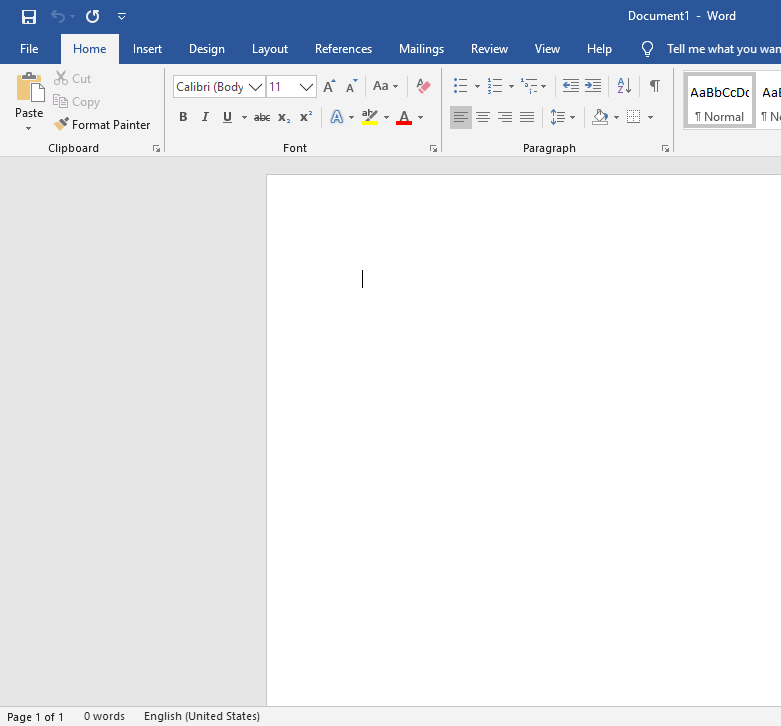 Document1 - Word
File Home Insert Design Layout References Mailings Review View Help Tell me what you wan
Paste
Cut
Copy
Format Painter
Clipboard
Calibri (Body 11 A A Aa A
B I U abc x₂ x² A ab A
Font
A Z ¶
Paragraph
AaBbCcDc AaB
¶ Normal ¶ No
Page 1 of 1 0 words English (United States)